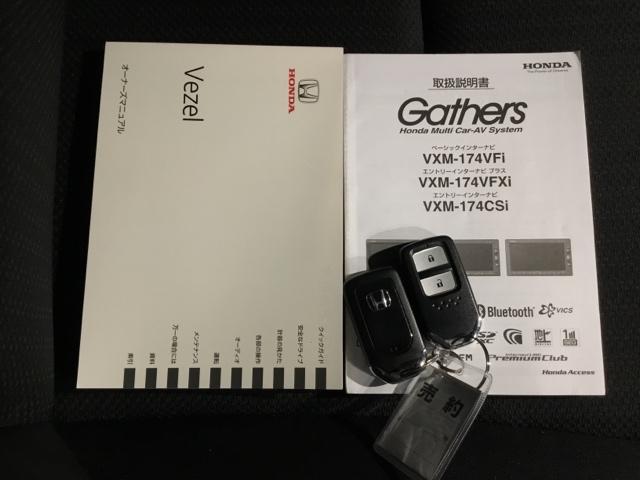 HONDA
Vezel
オーナーズマニュアル
クイックガイド
安全なドライブ
計器の見かた
各部の操作
オーディオ
運転
メンテナンス
万一の場合には
資料
索引
HONDA
The Power of Dreams
取扱説明書
Gathers
Honda Multi Car-AV System
ベーシックインターナビ
VXM-174VFi
エントリーインターナビ プラス
VXM-174VFXi
エントリーインターナビ
VXM-174CSi
Bluetooth
VICS
PremiumClub
Honda Access
売約